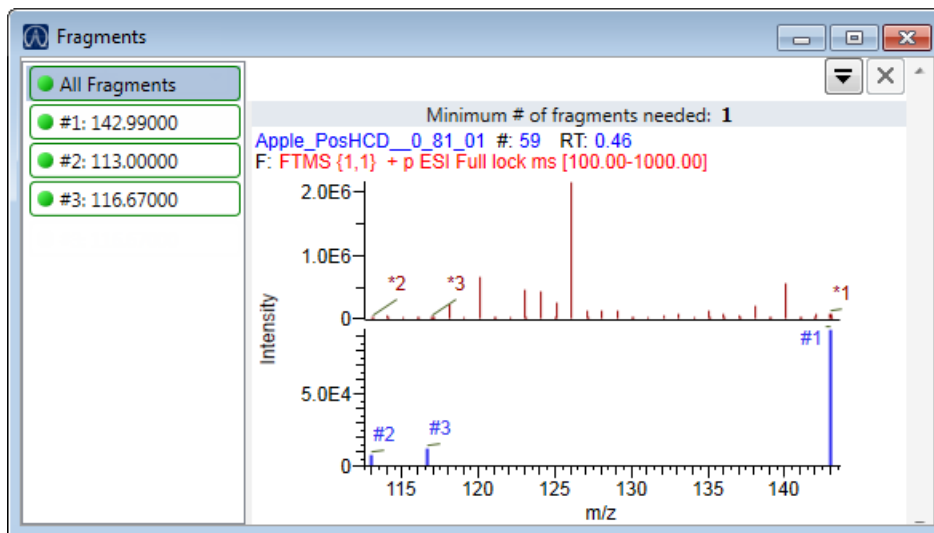 Fragments
All Fragments
#1: 142.99000
#2: 113.00000
#3: 116.67000
Minimum # of fragments needed: 1
Apple_PosHCD__0_81_01 #: 59 RT: 0.46
F: FTMS {1,1} + p ESI Full lock ms [100.00-1000.00]
2.0E6
1.0E6
0
*2
*3
*1
Intensity
5.0E4
0
#2
#3
#1
115
120
125
130
135
140
m/z